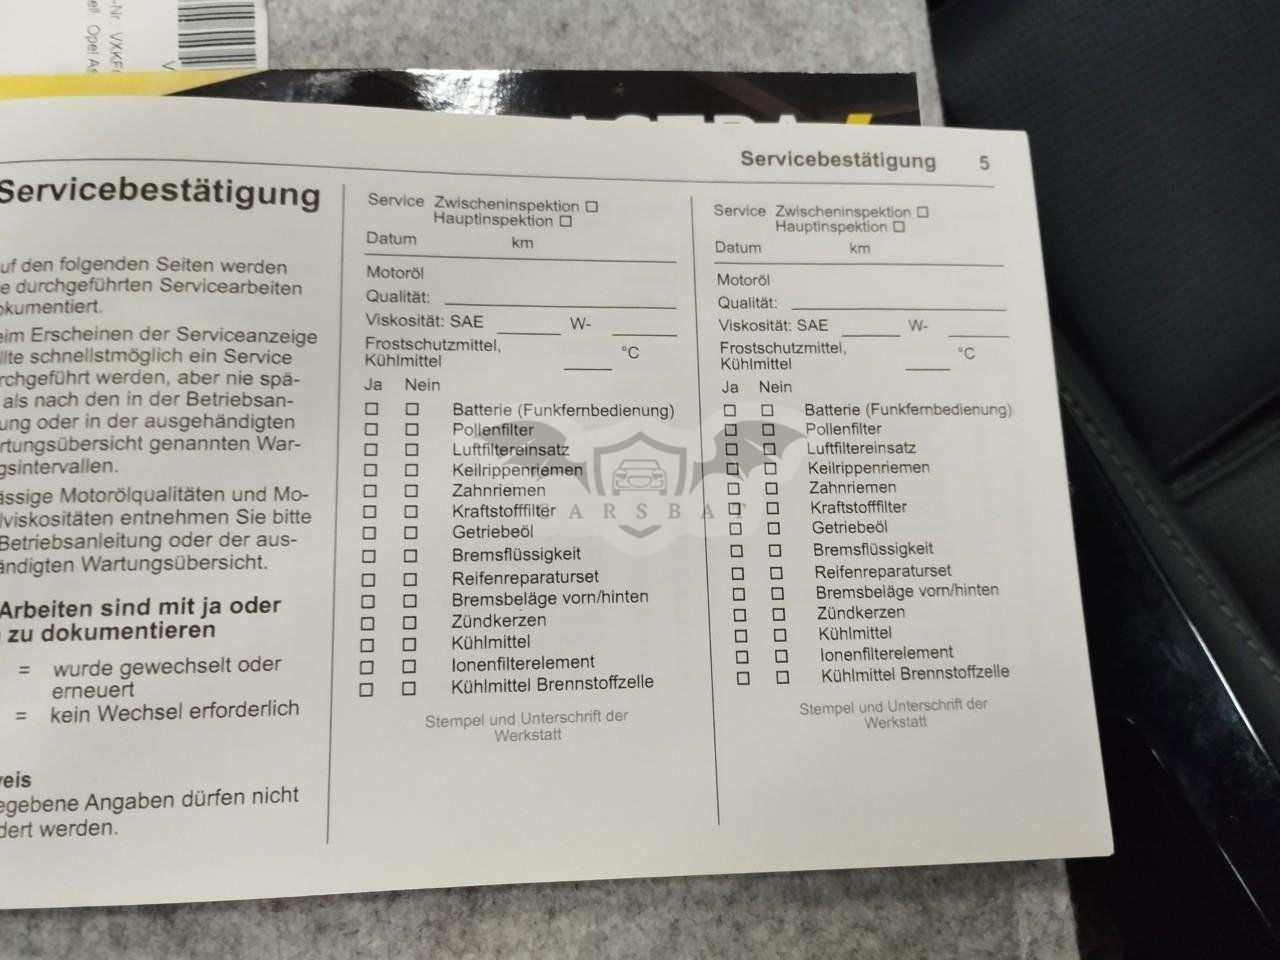 -Nr VXKF
ell Opel As
V
ASTRA
Servicebestätigung 5
Servicebestätigung
uf den folgenden Seiten werden
e durchgeführten Servicearbeiten
okumentiert.
eim Erscheinen der Serviceanzeige
llte schnellstmöglich ein Service
rchgeführt werden, aber nie spä-
als nach den in der Betriebsan-
ung oder in der ausgehändigten
rtungsübersicht genannten War-
gsintervallen.
ässige Motorölqualitäten und Mo-
lviskositäten entnehmen Sie bitte
Betriebsanleitung oder der aus-
ändigten Wartungsübersicht.
Arbeiten sind mit ja oder
zu dokumentieren
= wurde gewechselt oder
erneuert
= kein Wechsel erforderlich
eis
egebene Angaben dürfen nicht
dert werden.
Service Zwischeninspektion
Hauptinspektion
Datum km
Motoröl
Qualität:
Viskosität: SAE W-
Frostschutzmittel,
Kühlmittel °C
Ja Nein
Batterie (Funkfernbedienung)
Pollenfilter
Luftfiltereinsatz
Keilrippenriemen
Zahnriemen
Kraftstofffilter
Getriebeöl
Bremsflüssigkeit
Reifenreparaturset
Bremsbeläge vorn/hinten
Zündkerzen
Kühlmittel
Ionenfilterelement
Kühlmittel Brennstoffzelle
Stempel und Unterschrift der
Werkstatt
Service Zwischeninspektion
Hauptinspektion
Datum km
Motoröl
Qualität:
Viskosität: SAE W-
Frostschutzmittel,
Kühlmittel °C
Ja Nein
Batterie (Funkfernbedienung)
Pollenfilter
Luftfiltereinsatz
Keilrippenriemen
Zahnriemen
Kraftstofffilter
Getriebeöl
Bremsflüssigkeit
Reifenreparaturset
Bremsbeläge vorn/hinten
Zündkerzen
Kühlmittel
Ionenfilterelement
Kühlmittel Brennstoffzelle
Stempel und Unterschrift der
Werkstatt
CARSBAT